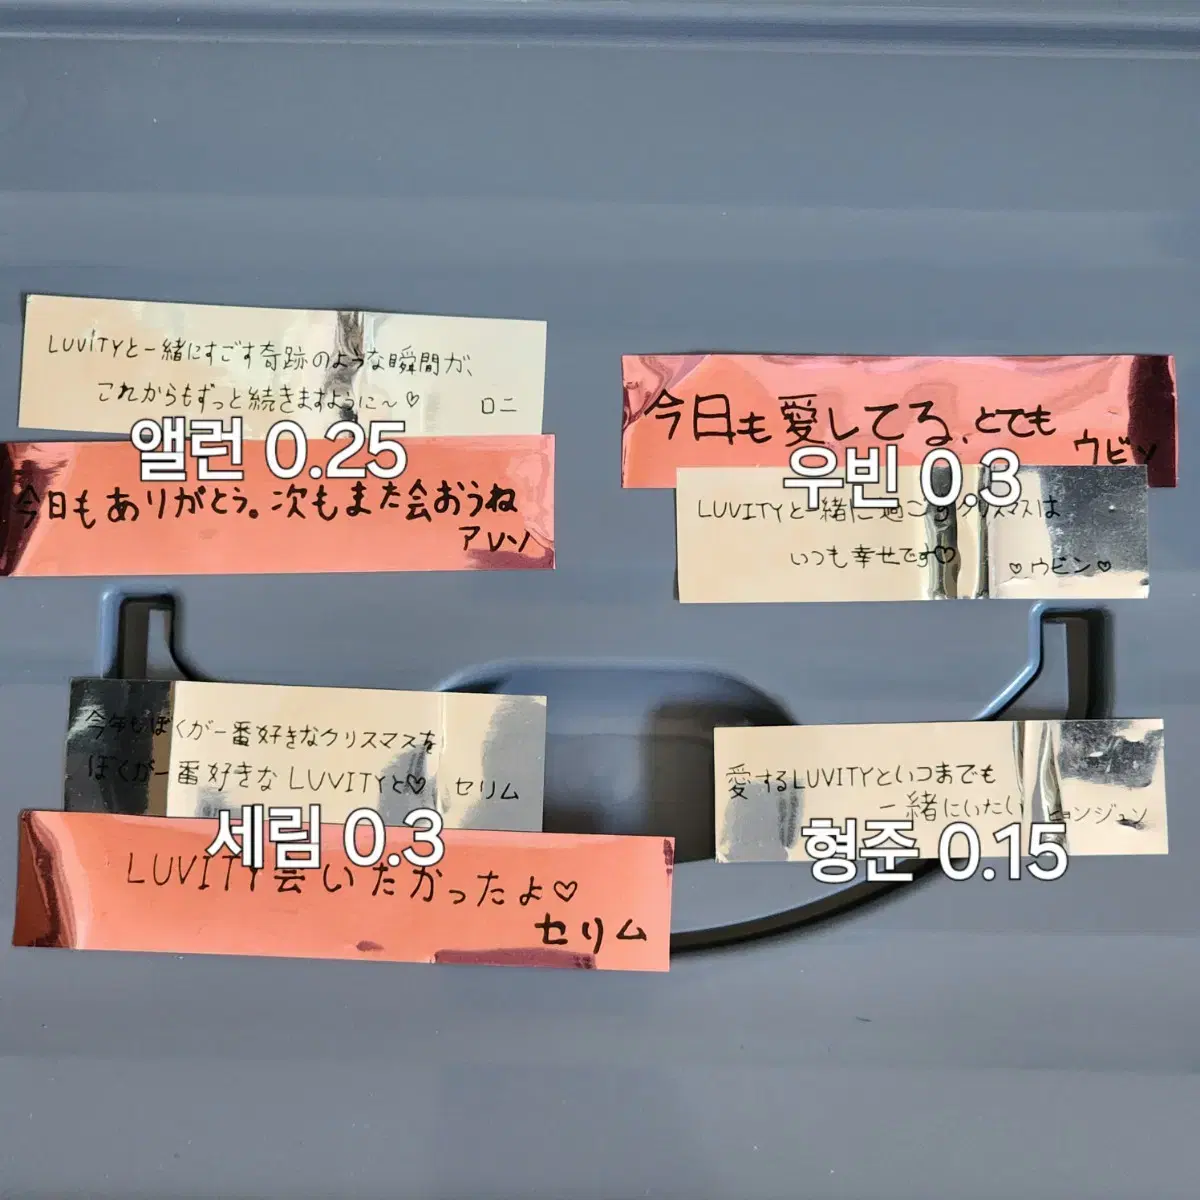 LUVITYと一緒にすごす奇跡のような瞬間が、
これからもずっと続きますように〜♡ ロニ
앨런 0.25
今日もありがとう。次もまた会おうね
アレン
今日も愛してる、とても
ウビン
우빈 0.3
LUVITYと一緒に過ごすクリスマスは
いつも幸せです♡ ♡ウビン♡
今年もぼくが一番好きなクリスマスを
ぼくが一番好きな LUVITYと♡ セリム
세림 0.3
LUVITY会いたかったよ♡
セリム
愛するLUVITYといつまでも
一緒にいたい ヒョンジュン
형준 0.15